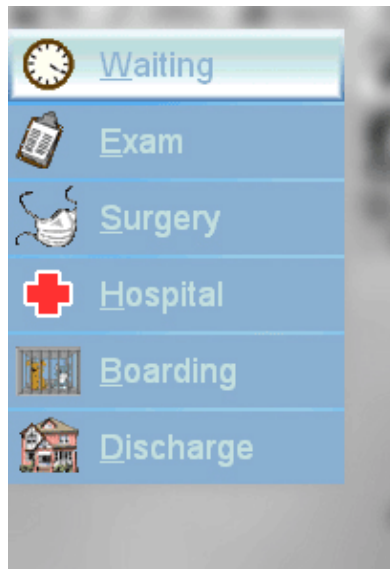 Waiting
Exam
Surgery
Hospital
Boarding
Discharge